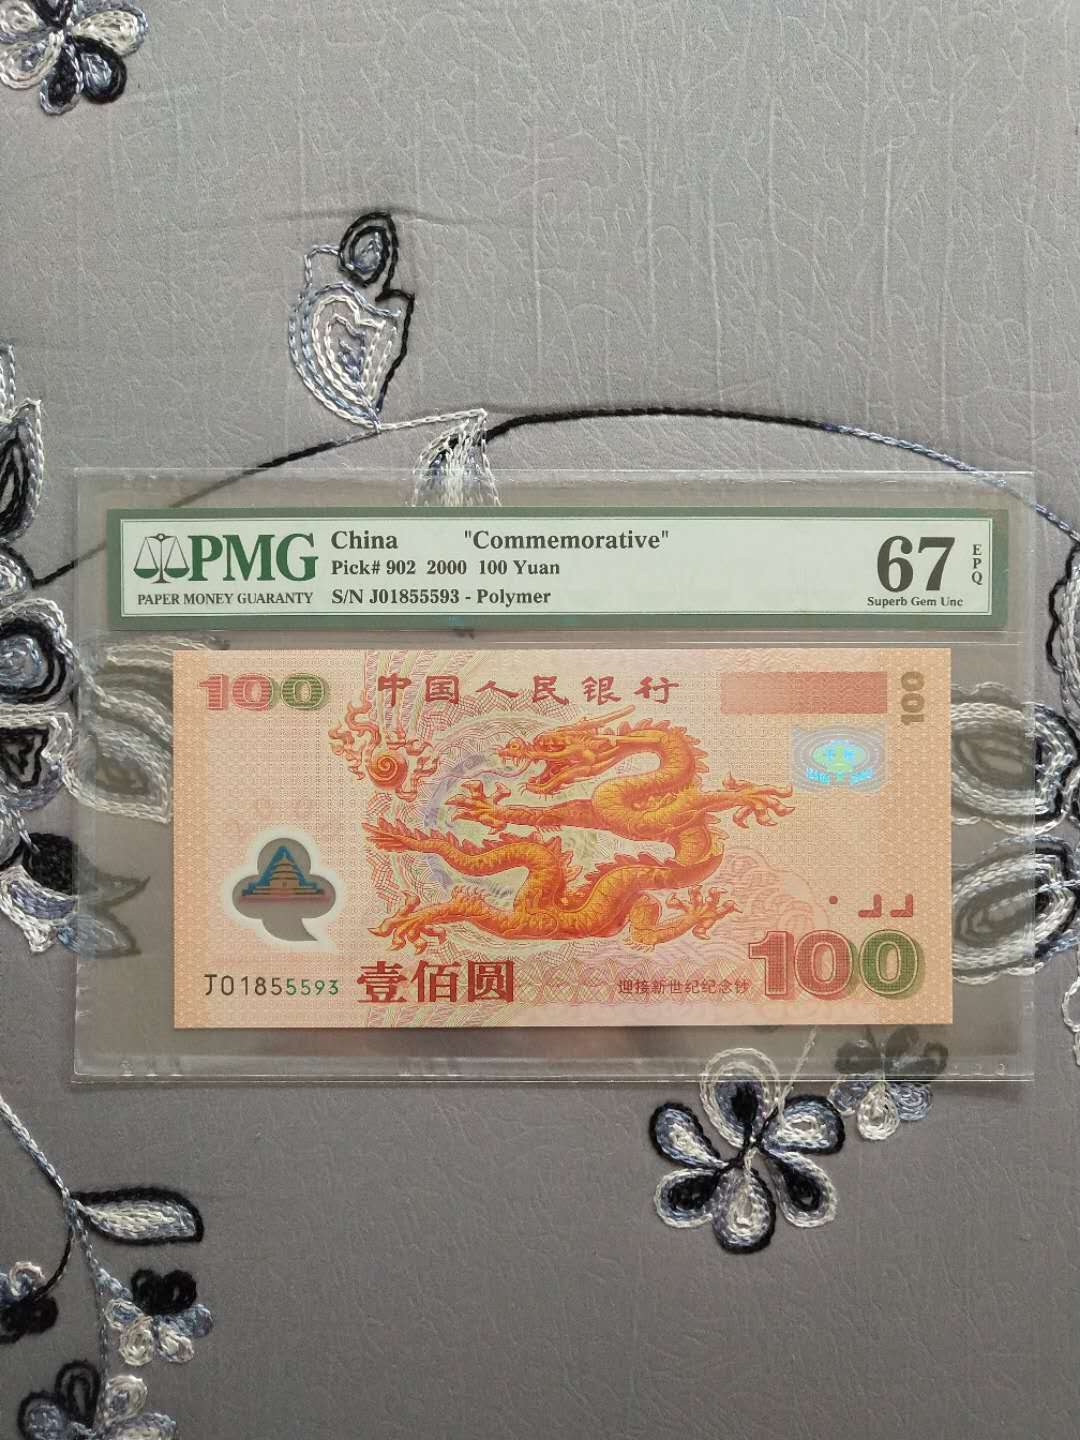 PMG
PAPER MONEY GUARANTY
China "Commemorative"
Pick# 902 2000 100 Yuan
S/N J01855593 - Polymer
67
EPQ
Superb Gem Unc
100
中国人民银行
100
J01855593
壹佰圆
迎接新世纪纪念钞
100